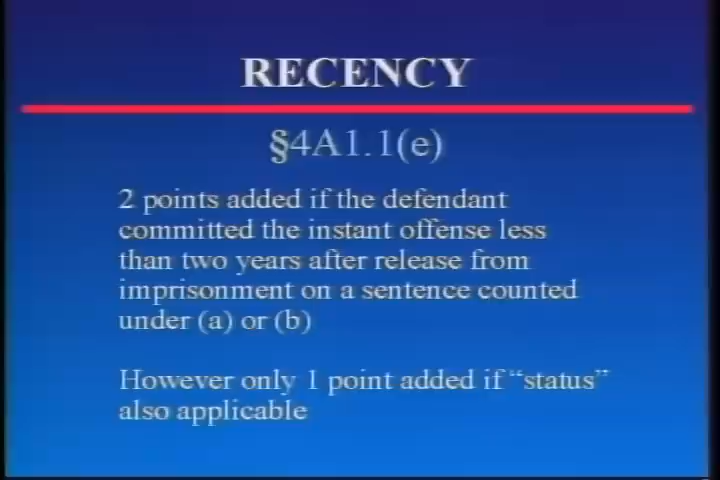 RECENCY
§4A1.1(e)
2 points added if the defendant
committed the instant offense less
than two years after release from
imprisonment on a sentence counted
under (a) or (b)
However only 1 point added if “status”
also applicable